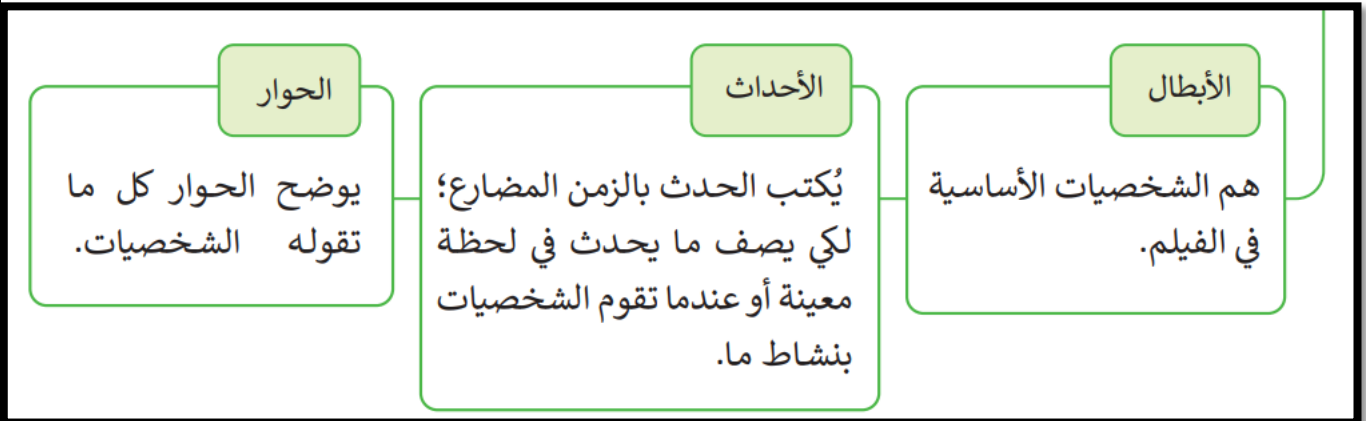 الأبطال
هم الشخصيات الأساسية
في الفيلم.
الأحداث
يُكتب الحدث بالزمن المضارع؛
لكي يصف ما يحدث في لحظة
معينة أو عندما تقوم الشخصيات
بنشاط ما.
الحوار
يوضح الحوار كل ما
تقوله الشخصيات.